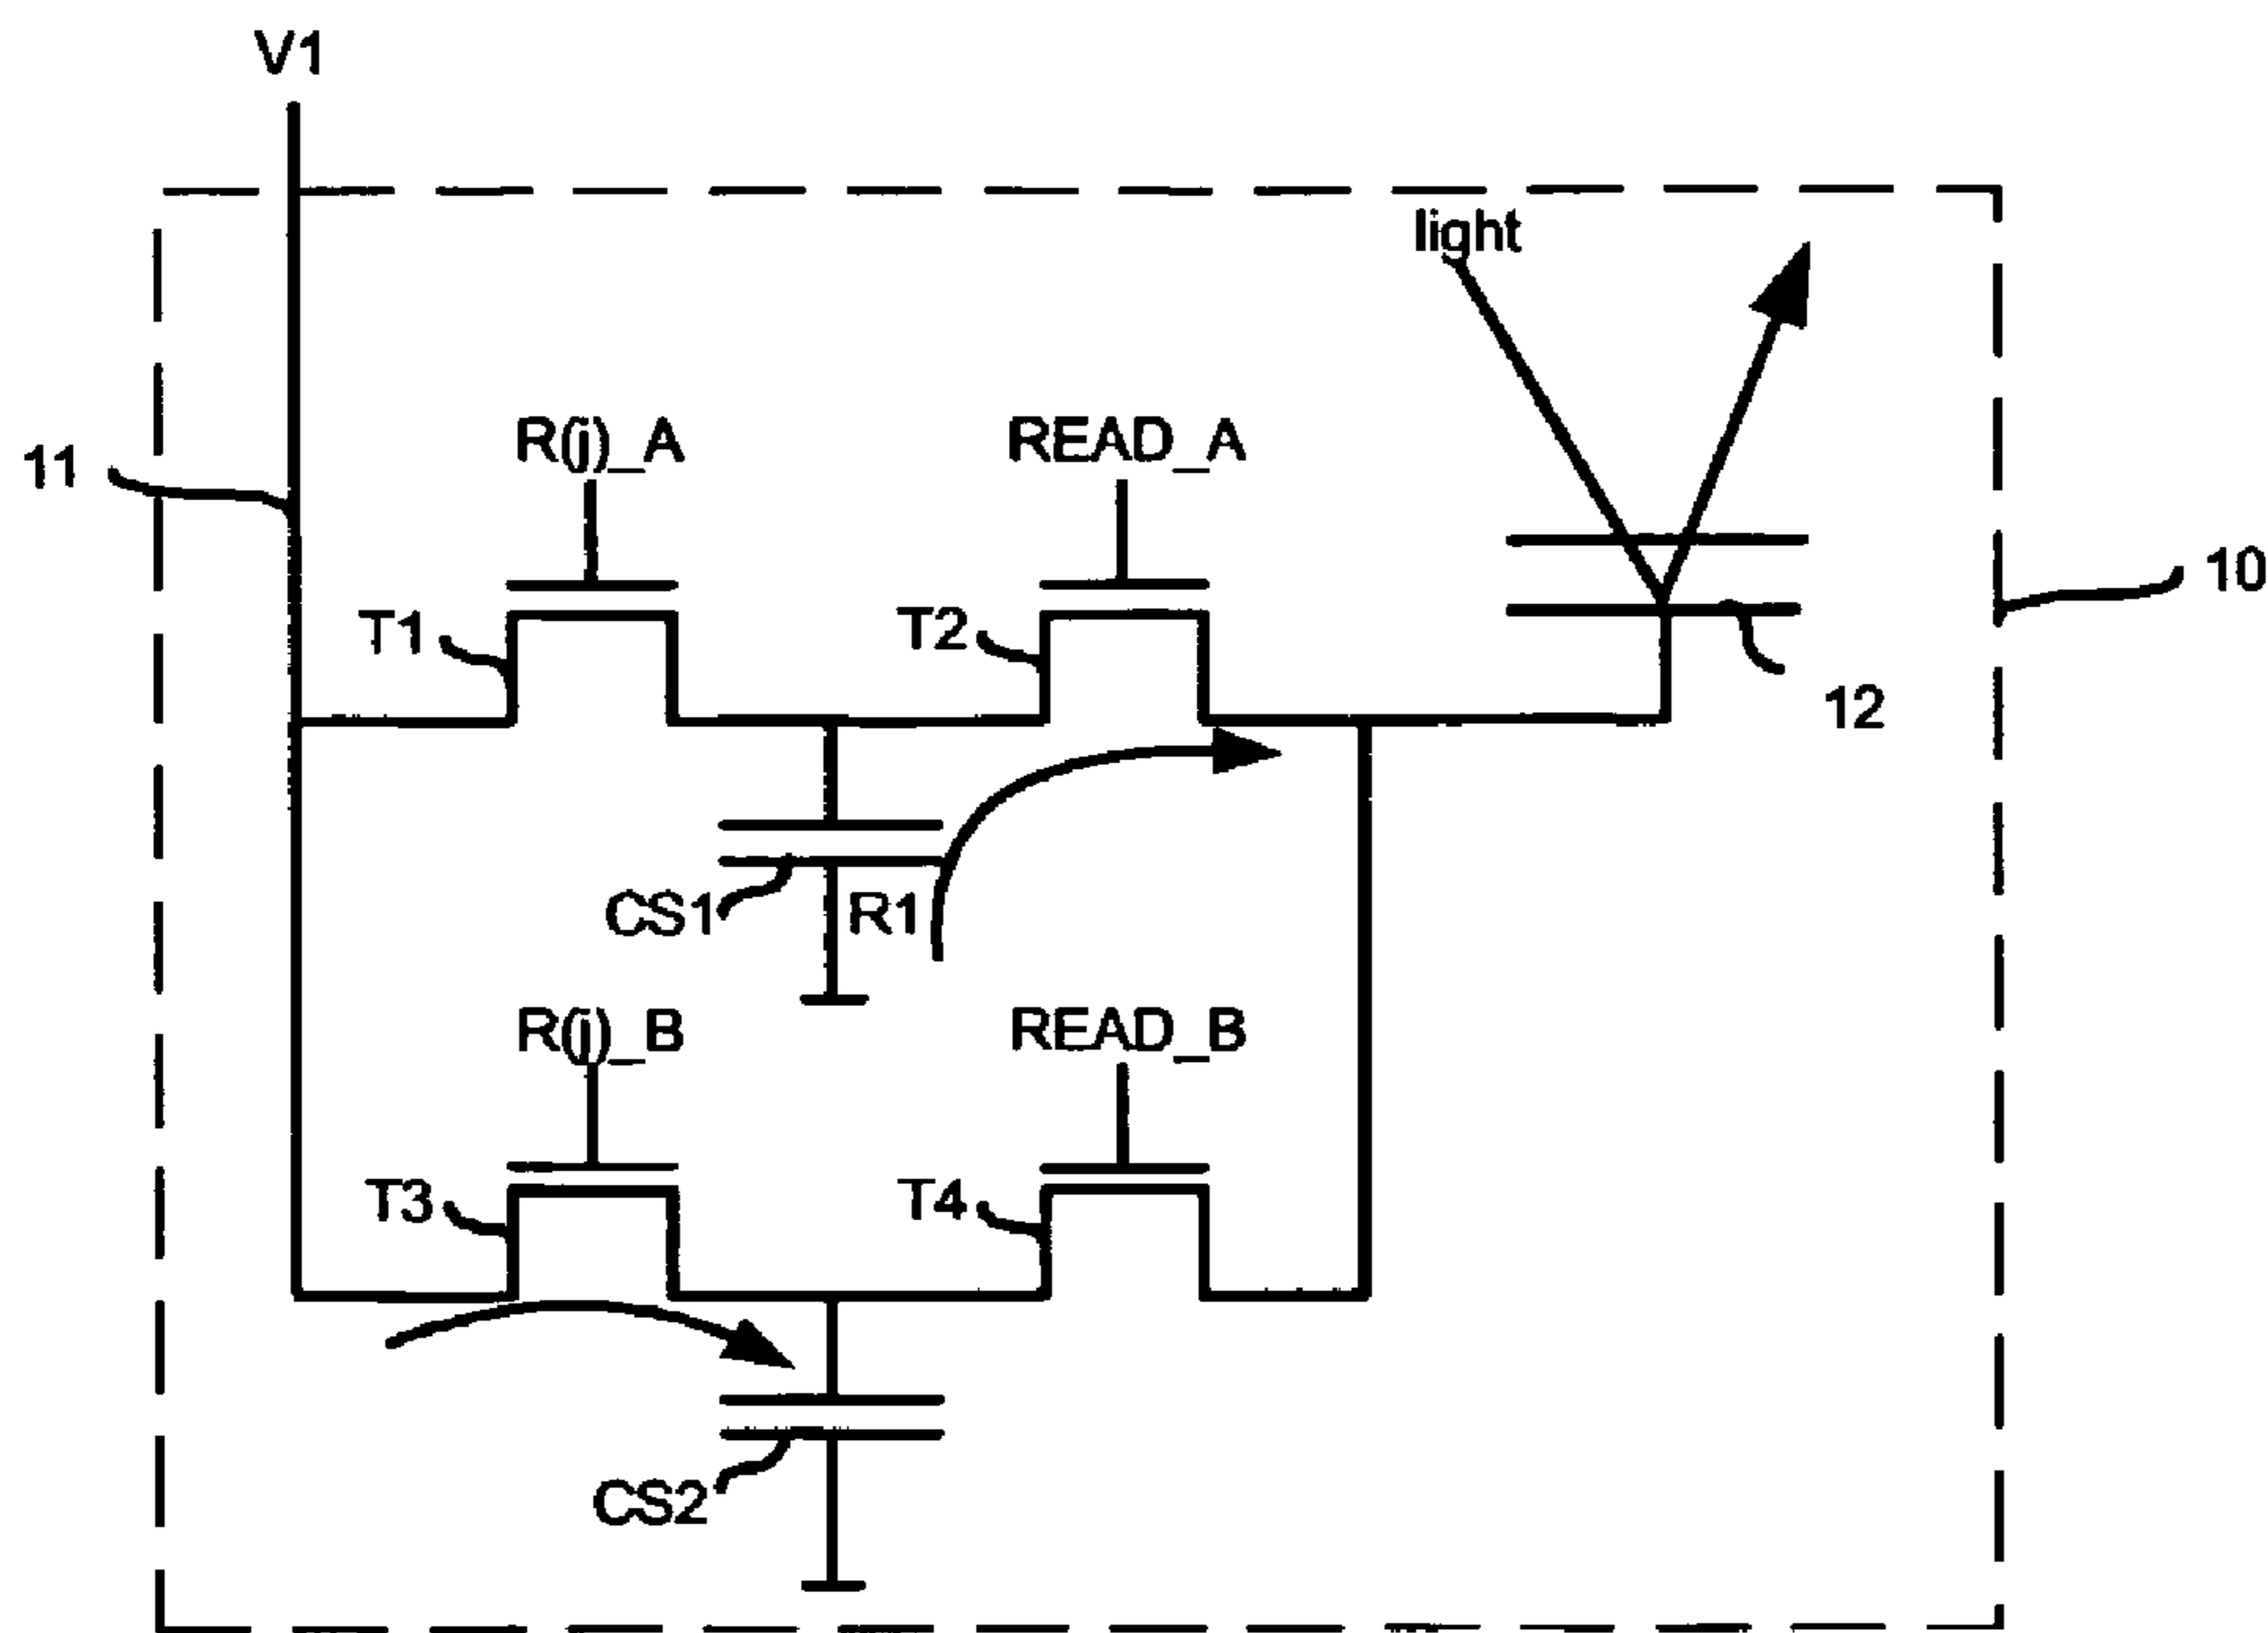 V1
light
R(j)_A
READ_A
11
10
T1
T2
12
CS1
R1
R(j)_B
READ_B
T3
T4
CS2